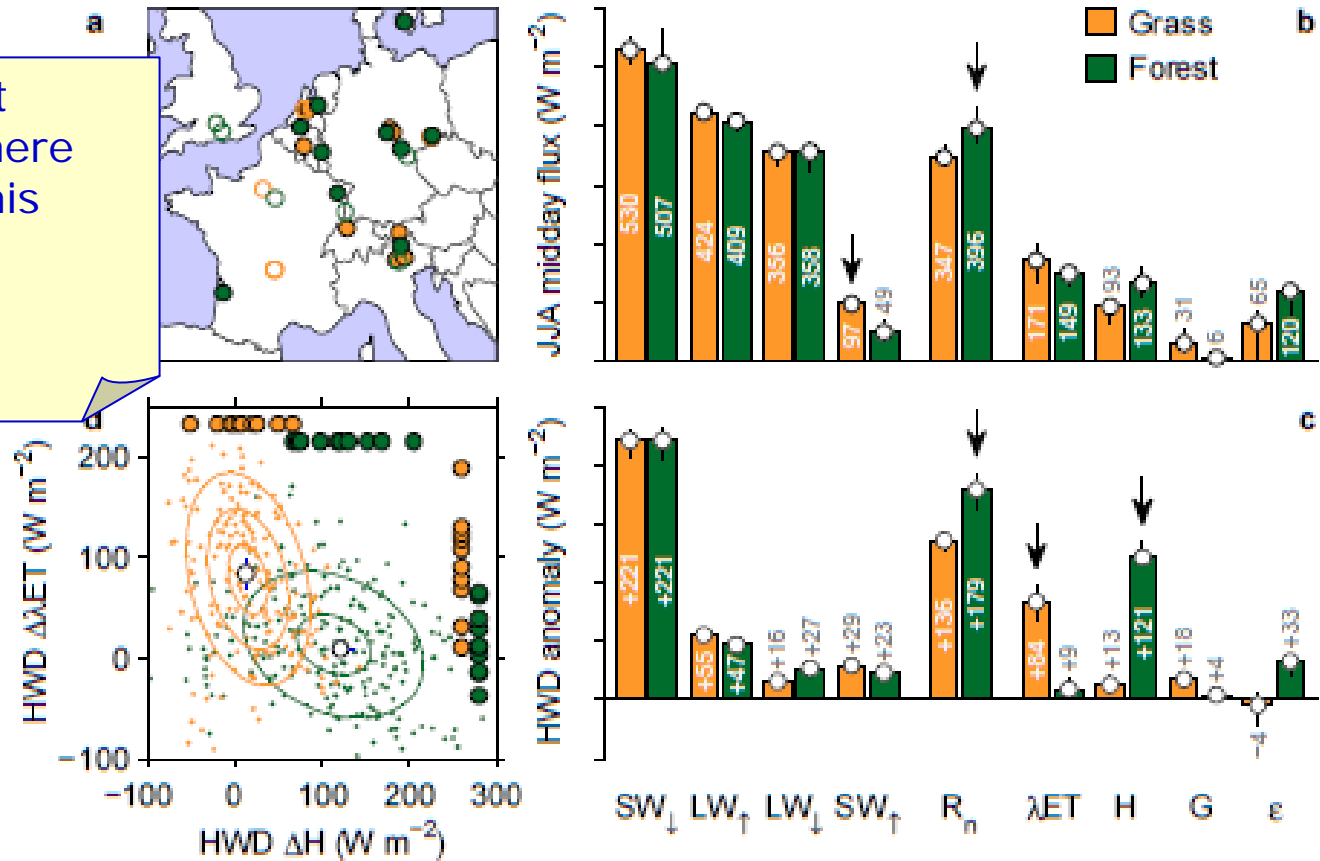 a
t
here
his
Grass
Forest
b
JJA midday flux (W m⁻²)
530
507
424
409
356
358
97
49
347
396
171
149
93
133
31
6
65
120
d
HWD ΔλET (W m⁻²)
200
100
0
−100
−100
0
100
200
300
HWD ΔH (W m⁻²)
c
HWD anomaly (W m⁻²)
+221
+221
+55
+47
+16
+27
+29
+23
+136
+179
+84
+9
+13
+121
+18
+4
−4
+33
SW↓
LW↑
LW↓
SW↑
Rn
λET
H
G
ε